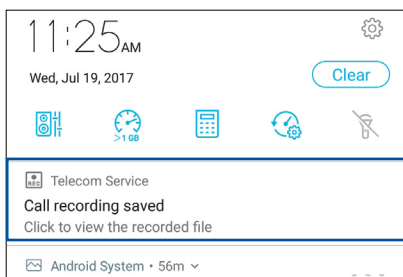 11:25AM
Wed, Jul 19, 2017
Clear
>1 GB
REC Telecom Service
Call recording saved
Click to view the recorded file
Android System • 56m